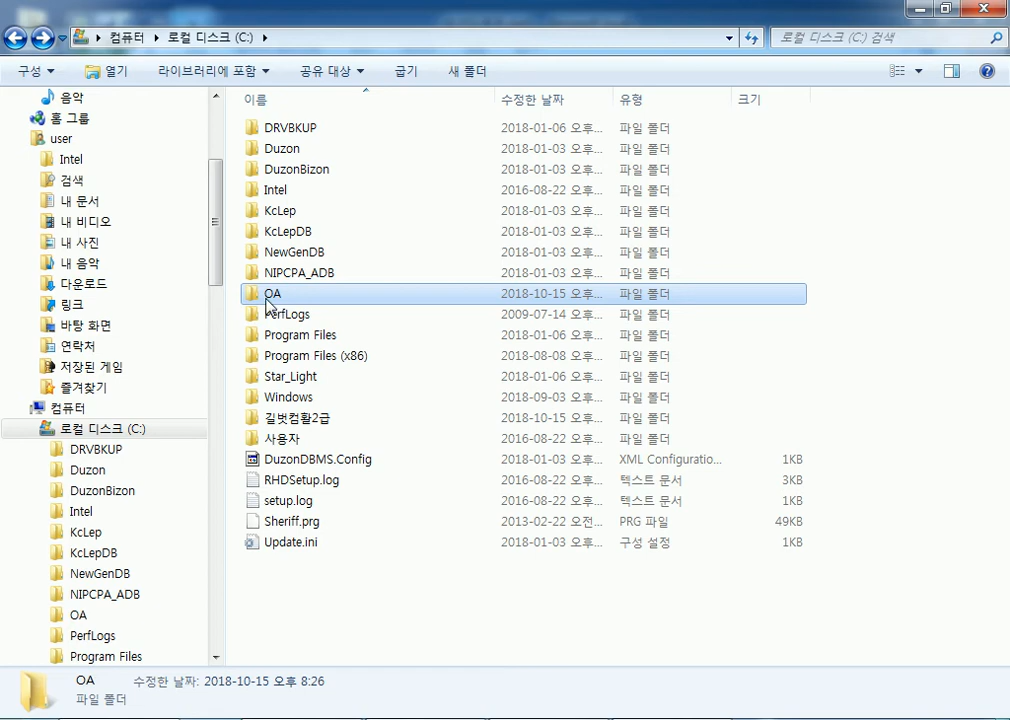 컴퓨터 ▸ 로컬 디스크 (C:) ▸
로컬 디스크 (C:) 검색
구성 열기 라이브러리에 포함 공유 대상 굽기 새 폴더
음악
홈 그룹
user
Intel
검색
내 문서
내 비디오
내 사진
내 음악
다운로드
링크
바탕 화면
연락처
저장된 게임
즐겨찾기
컴퓨터
로컬 디스크 (C:)
DRVBKUP
Duzon
DuzonBizon
Intel
KcLep
KcLepDB
NewGenDB
NIPCPA_ADB
OA
PerfLogs
Program Files
이름 수정한 날짜 유형 크기
DRVBKUP 2018-01-06 오후... 파일 폴더
Duzon 2018-01-03 오후... 파일 폴더
DuzonBizon 2018-01-03 오후... 파일 폴더
Intel 2016-08-22 오후... 파일 폴더
KcLep 2018-01-03 오후... 파일 폴더
KcLepDB 2018-01-03 오후... 파일 폴더
NewGenDB 2018-01-03 오후... 파일 폴더
NIPCPA_ADB 2018-01-03 오후... 파일 폴더
OA 2018-10-15 오후... 파일 폴더
PerfLogs 2009-07-14 오후... 파일 폴더
Program Files 2018-01-06 오후... 파일 폴더
Program Files (x86) 2018-08-08 오후... 파일 폴더
Star_Light 2018-01-06 오후... 파일 폴더
Windows 2018-09-03 오후... 파일 폴더
길벗컴활2급 2018-10-15 오후... 파일 폴더
사용자 2016-08-22 오후... 파일 폴더
DuzonDBMS.Config 2018-01-03 오후... XML Configuratio... 1KB
RHDSetup.log 2016-08-22 오후... 텍스트 문서 3KB
setup.log 2016-08-22 오후... 텍스트 문서 1KB
Sheriff.prg 2013-02-22 오전... PRG 파일 49KB
Update.ini 2018-01-03 오후... 구성 설정 1KB
OA 수정한 날짜: 2018-10-15 오후 8:26
파일 폴더